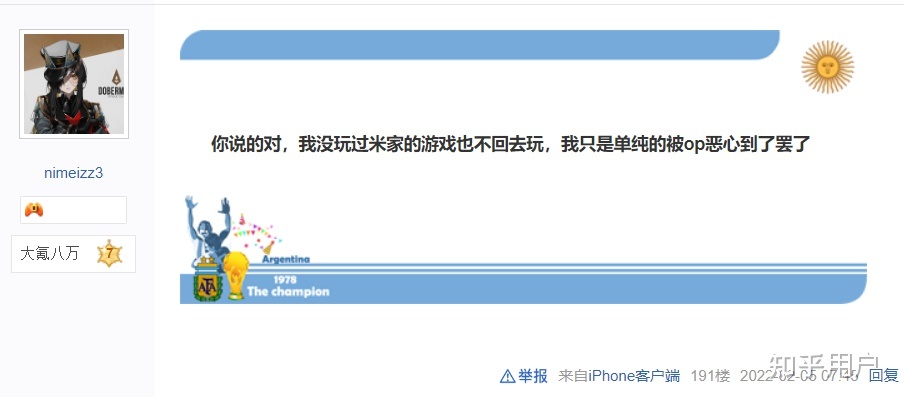 DOBERM
nimeizz3
大氪八万
7
你说的对，我没玩过米家的游戏也不回去玩，我只是单纯的被op恶心到了罢了
Argentina
1978
The champion
AFA
举报 来自iPhone客户端 191楼 2022-02-05 07:45 回复
知乎用户